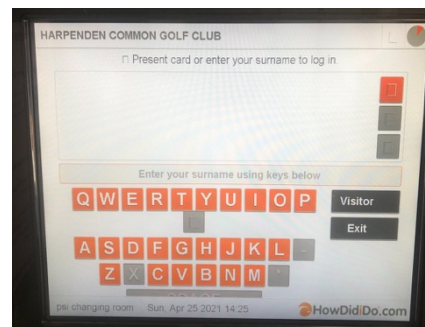 HARPENDEN COMMON GOLF CLUB
Present card or enter your surname to log in.
Enter your surname using keys below
Q W E R T Y U I O P
Visitor
Exit
A S D F G H J K L -
Z X C V B N M '
psi changing room Sun, Apr 25 2021 14:25
HowDidiDo.com